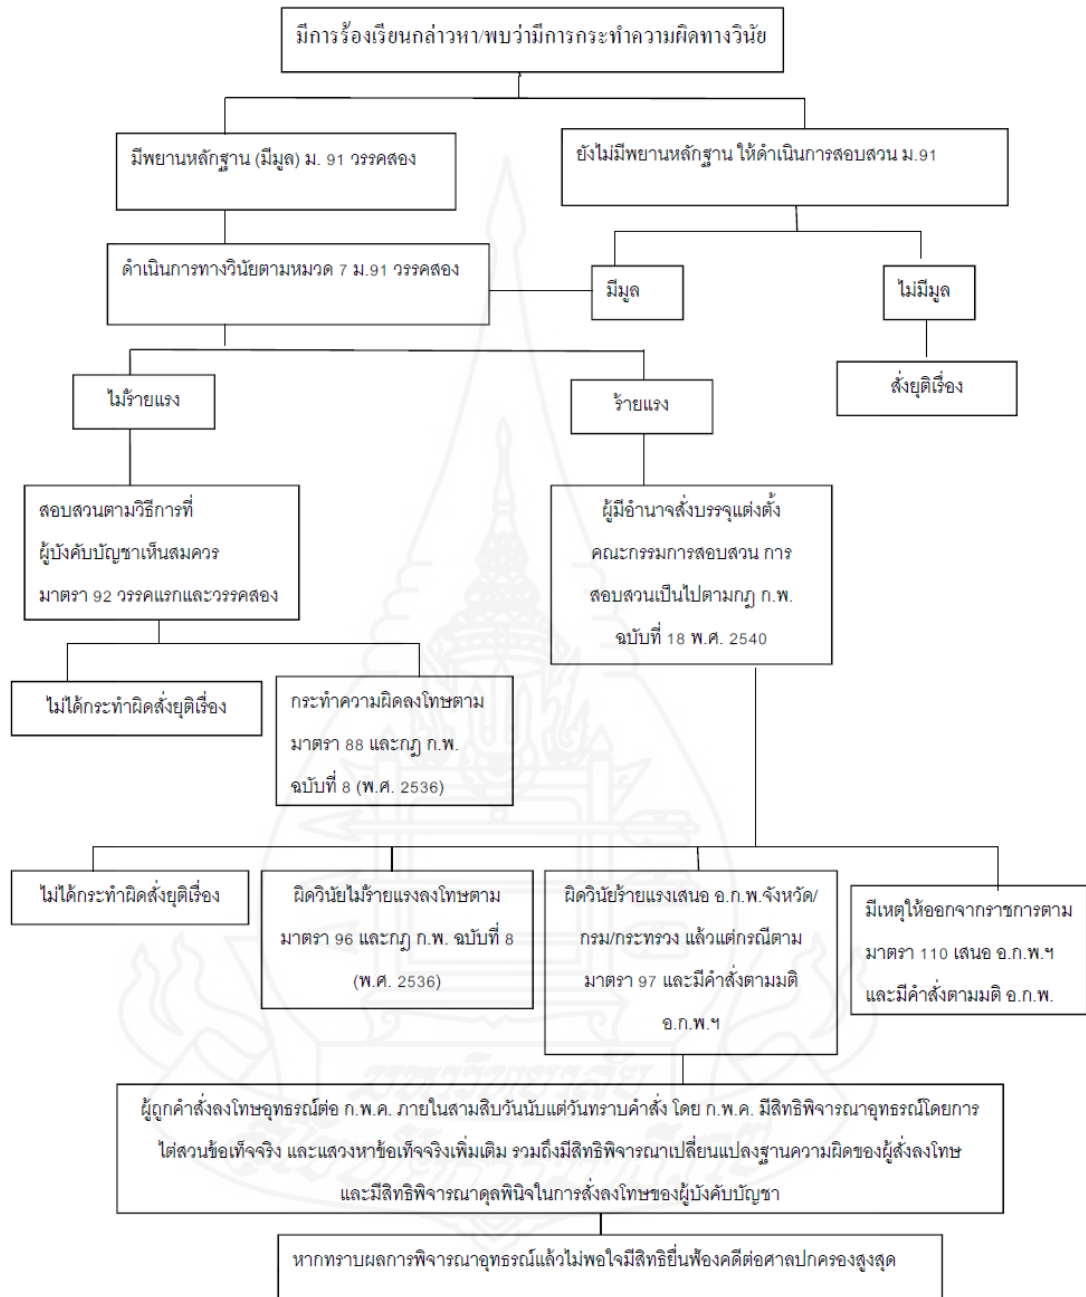 มีการร้องเรียนกล่าวหา/พบว่ามีการกระทำความผิดทางวินัย
มีพยานหลักฐาน (มีมูล) ม. 91 วรรคสอง
ยังไม่มีพยานหลักฐาน ให้ดำเนินการสอบสวน ม.91
ดำเนินการทางวินัยตามหมวด 7 ม.91 วรรคสอง
มีมูล
ไม่มีมูล
สั่งยุติเรื่อง
ไม่ร้ายแรง
ร้ายแรง
สอบสวนตามวิธีการที่
ผู้บังคับบัญชาเห็นสมควร
มาตรา 92 วรรคแรกและวรรคสอง
ผู้มีอำนาจสั่งบรรจุแต่งตั้ง
คณะกรรมการสอบสวน การ
สอบสวนเป็นไปตามกฎ ก.พ.
ฉบับที่ 18 พ.ศ. 2540
ไม่ได้กระทำผิดสั่งยุติเรื่อง
กระทำความผิดลงโทษตาม
มาตรา 88 และกฎ ก.พ.
ฉบับที่ 8 (พ.ศ. 2536)
ไม่ได้กระทำผิดสั่งยุติเรื่อง
ผิดวินัยไม่ร้ายแรงลงโทษตาม
มาตรา 96 และกฎ ก.พ. ฉบับที่ 8
(พ.ศ. 2536)
ผิดวินัยร้ายแรงเสนอ อ.ก.พ.จังหวัด/
กรม/กระทรวง แล้วแต่กรณีตาม
มาตรา 97 และมีคำสั่งตามมติ
อ.ก.พ.ฯ
มีเหตุให้ออกจากราชการตาม
มาตรา 110 เสนอ อ.ก.พ.ฯ
และมีคำสั่งตามมติ อ.ก.พ.
ผู้ถูกคำสั่งลงโทษอุทธรณ์ต่อ ก.พ.ค. ภายในสามสิบวันนับแต่วันทราบคำสั่ง โดย ก.พ.ค. มีสิทธิพิจารณาอุทธรณ์โดยการ
ไต่สวนข้อเท็จจริง และแสวงหาข้อเท็จจริงเพิ่มเติม รวมถึงมีสิทธิพิจารณาเปลี่ยนแปลงฐานความผิดของผู้สั่งลงโทษ
และมีสิทธิพิจารณาดุลพินิจในการสั่งลงโทษของผู้บังคับบัญชา
หากทราบผลการพิจารณาอุทธรณ์แล้วไม่พอใจมีสิทธิยื่นฟ้องคดีต่อศาลปกครองสูงสุด